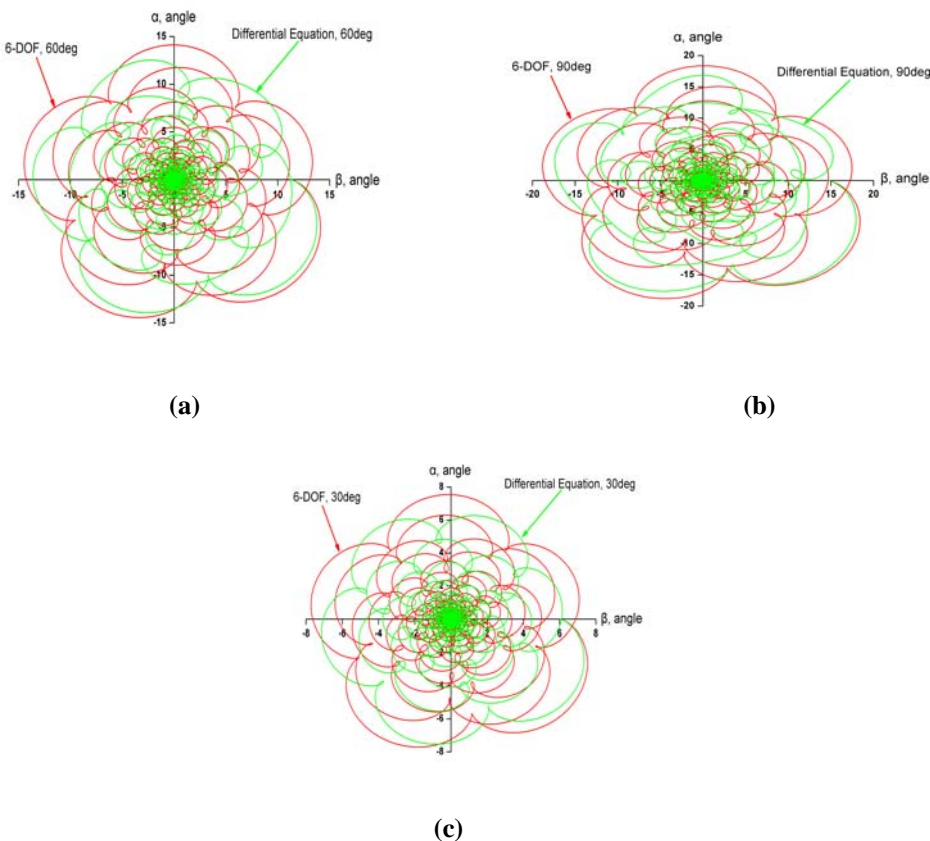 α, angle
15
6-DOF, 60deg
Differential Equation, 60deg
10
5
-15
-10
-5
5
10
15
β, angle
-5
-10
-15
(a)
α, angle
20
6-DOF, 90deg
Differential Equation, 90deg
15
10
5
-20
-15
-10
-5
5
10
15
20
β, angle
-5
-10
-15
-20
(b)
α, angle
8
6-DOF, 30deg
Differential Equation, 30deg
6
4
2
-8
-6
-4
-2
2
4
6
8
β, angle
-2
-4
-6
-8
(c)